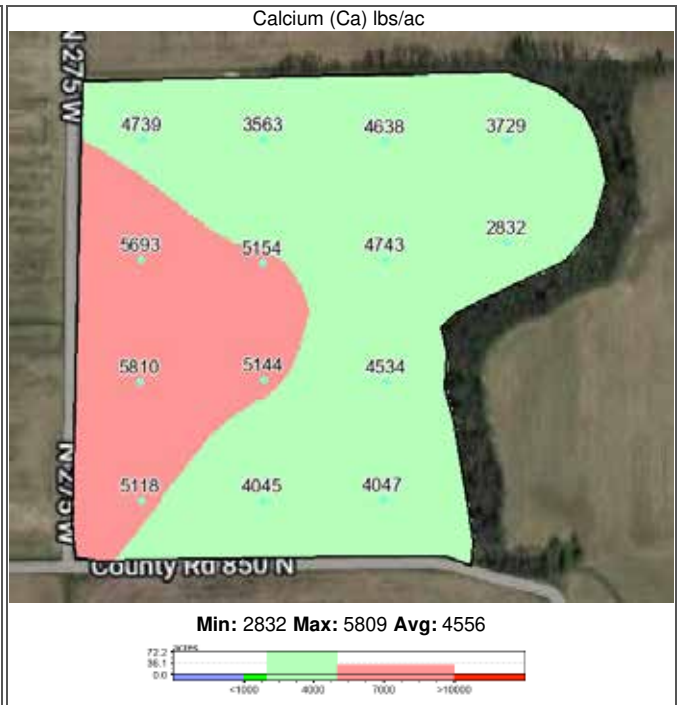 Calcium (Ca) lbs/ac
N 275W
4739 3563 4638 3729
5693 5154 4743 2832
5810 5144 4534
N 275W
5118 4045 4047
County Rd 850 N
Min: 2832 Max: 5809 Avg: 4556
acres
72.2
36.1
0.0
<1000 4000 7000 >10000